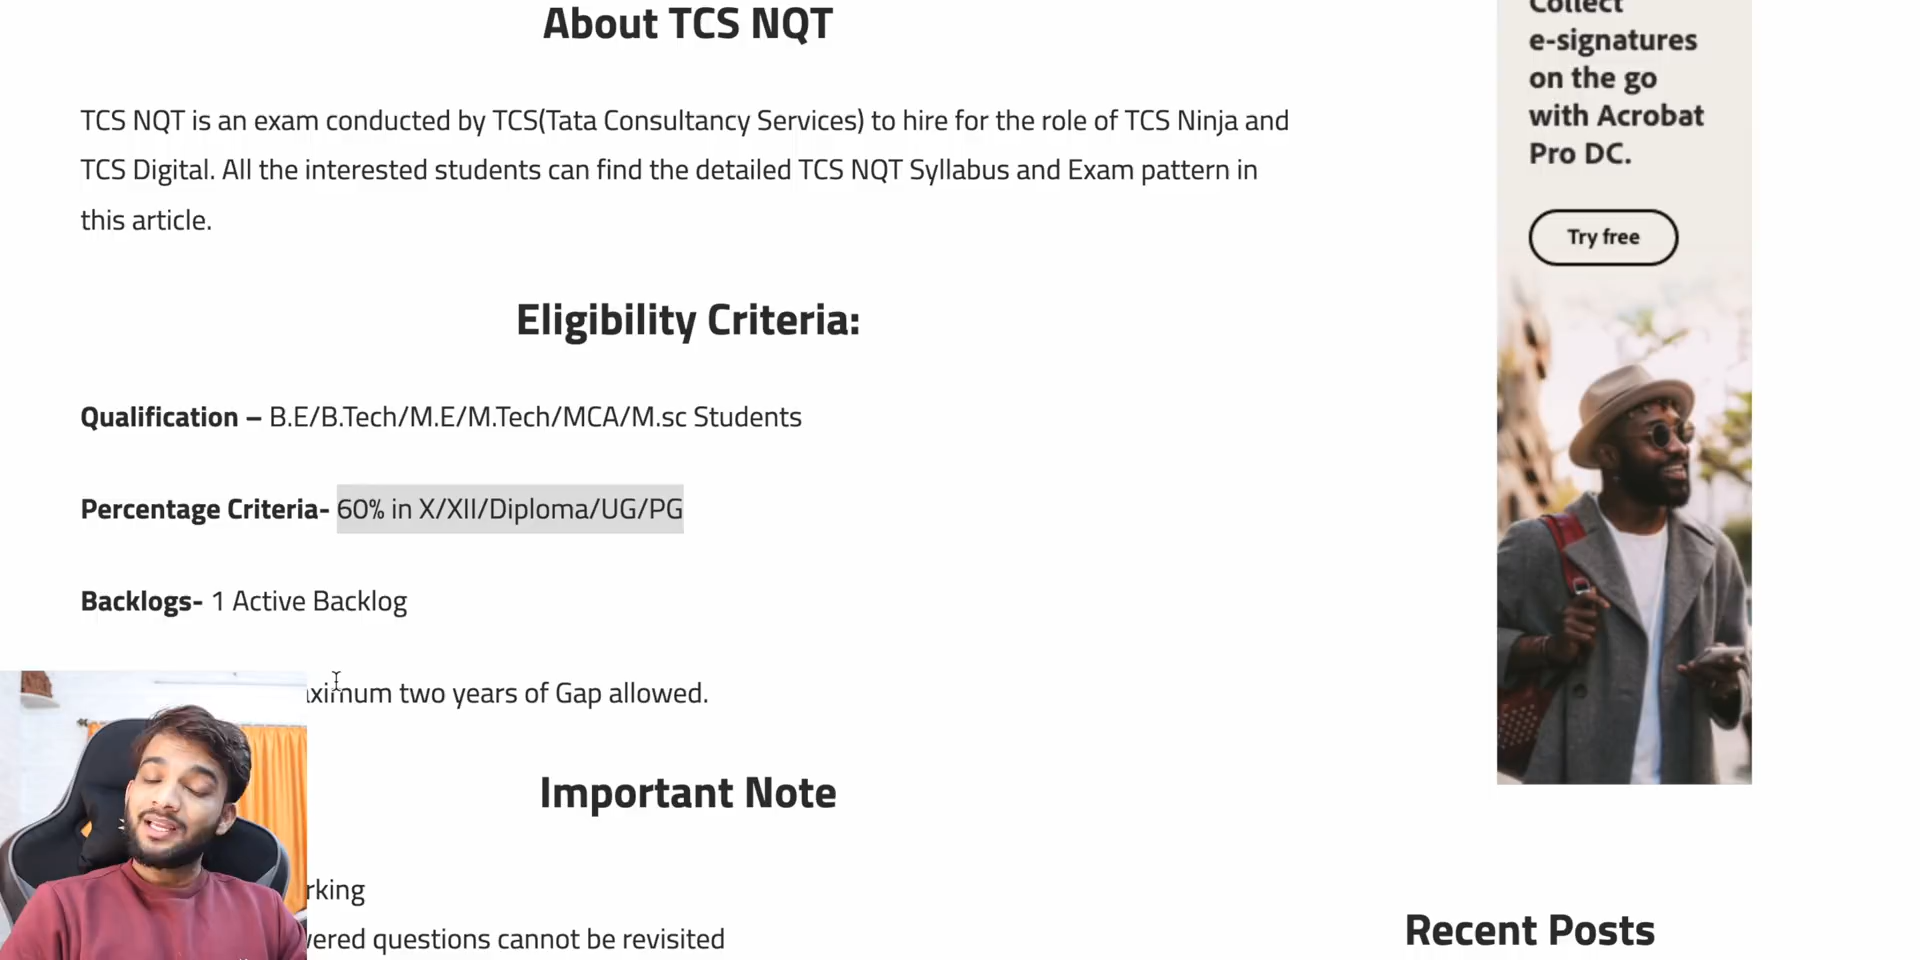 About TCS NQT
TCS NQT is an exam conducted by TCS(Tata Consultancy Services) to hire for the role of TCS Ninja and
TCS Digital. All the interested students can find the detailed TCS NQT Syllabus and Exam pattern in
this article.
Eligibility Criteria:
Qualification – B.E/B.Tech/M.E/M.Tech/MCA/M.sc Students
Percentage Criteria- 60% in X/XII/Diploma/UG/PG
Backlogs- 1 Active Backlog
two years of Gap allowed.
Important Note
questions cannot be revisited
Collect
e-signatures
on the go
with Acrobat
Pro DC.
Try free
Recent Posts